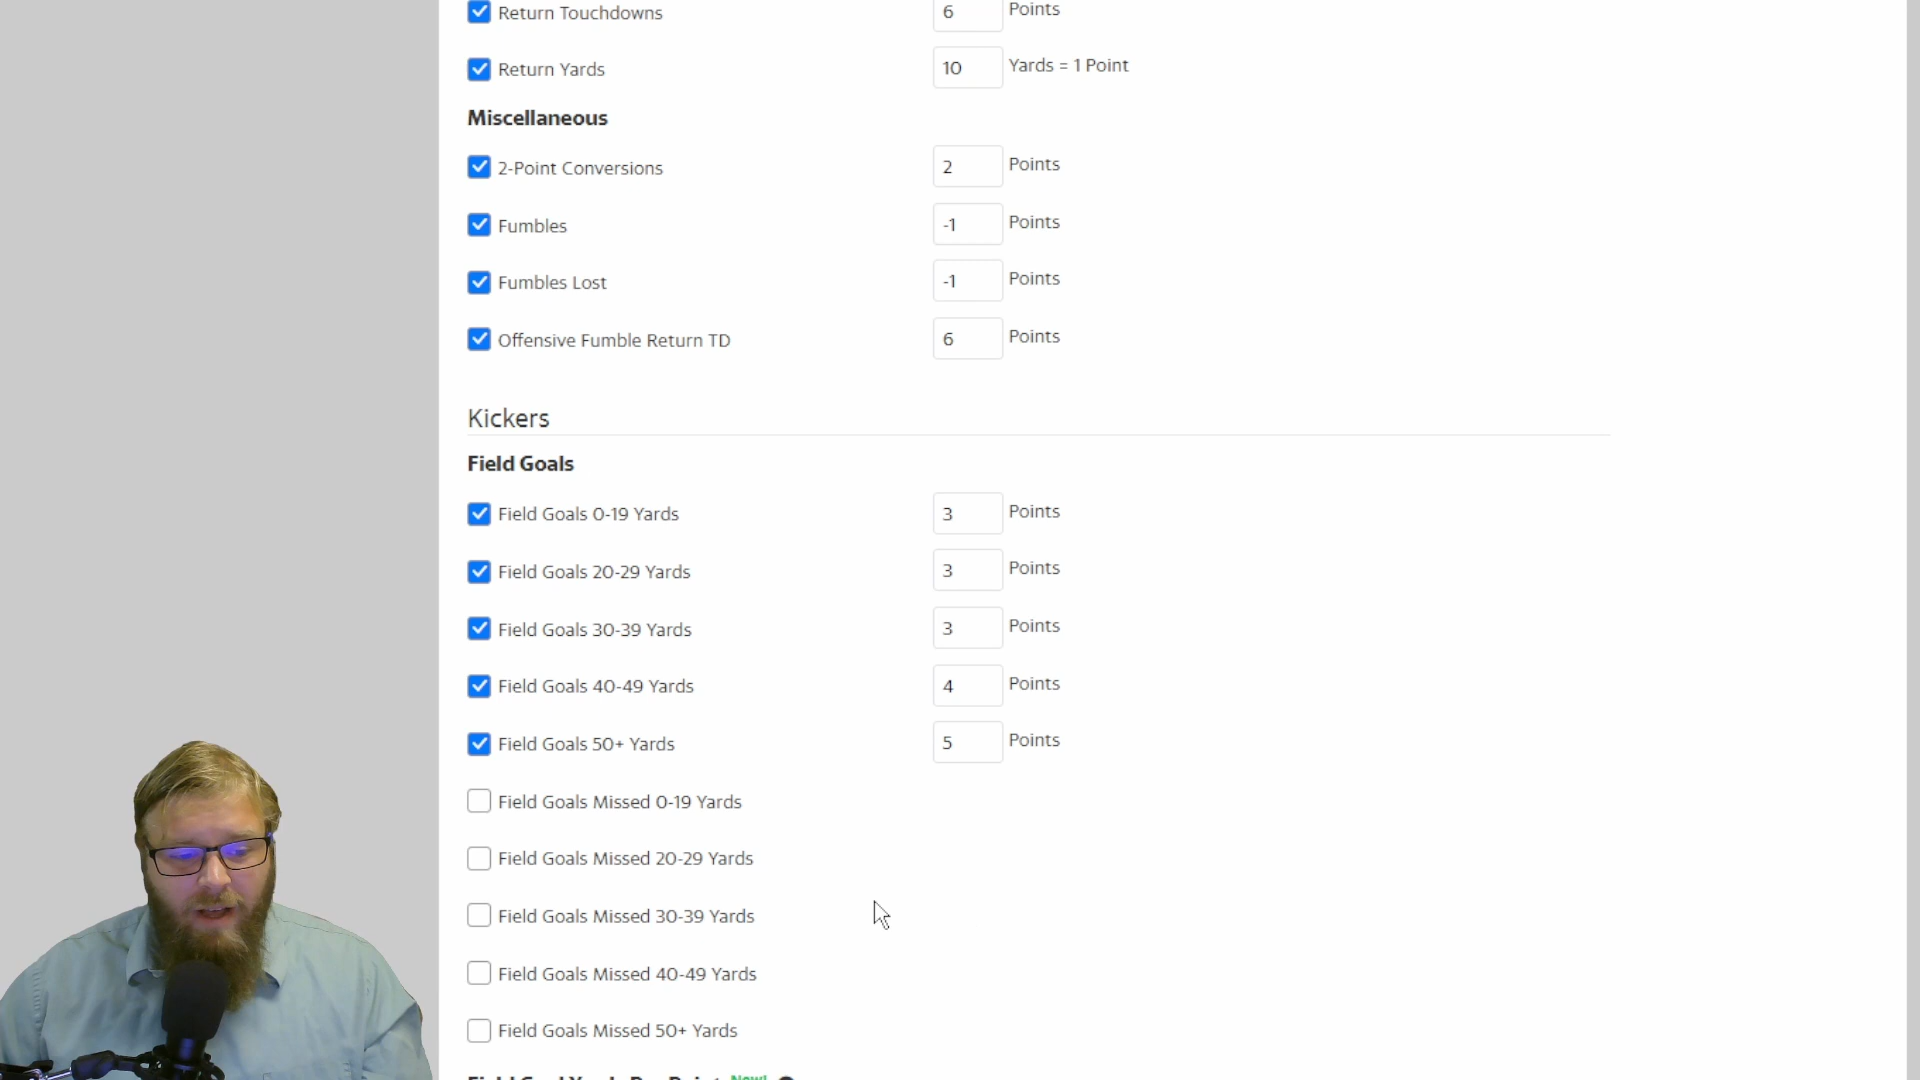 Return Touchdowns 6 Points
Return Yards 10 Yards = 1 Point
Miscellaneous
2-Point Conversions 2 Points
Fumbles -1 Points
Fumbles Lost -1 Points
Offensive Fumble Return TD 6 Points
Kickers
Field Goals
Field Goals 0-19 Yards 3 Points
Field Goals 20-29 Yards 3 Points
Field Goals 30-39 Yards 3 Points
Field Goals 40-49 Yards 4 Points
Field Goals 50+ Yards 5 Points
Field Goals Missed 0-19 Yards
Field Goals Missed 20-29 Yards
Field Goals Missed 30-39 Yards
Field Goals Missed 40-49 Yards
Field Goals Missed 50+ Yards
New!